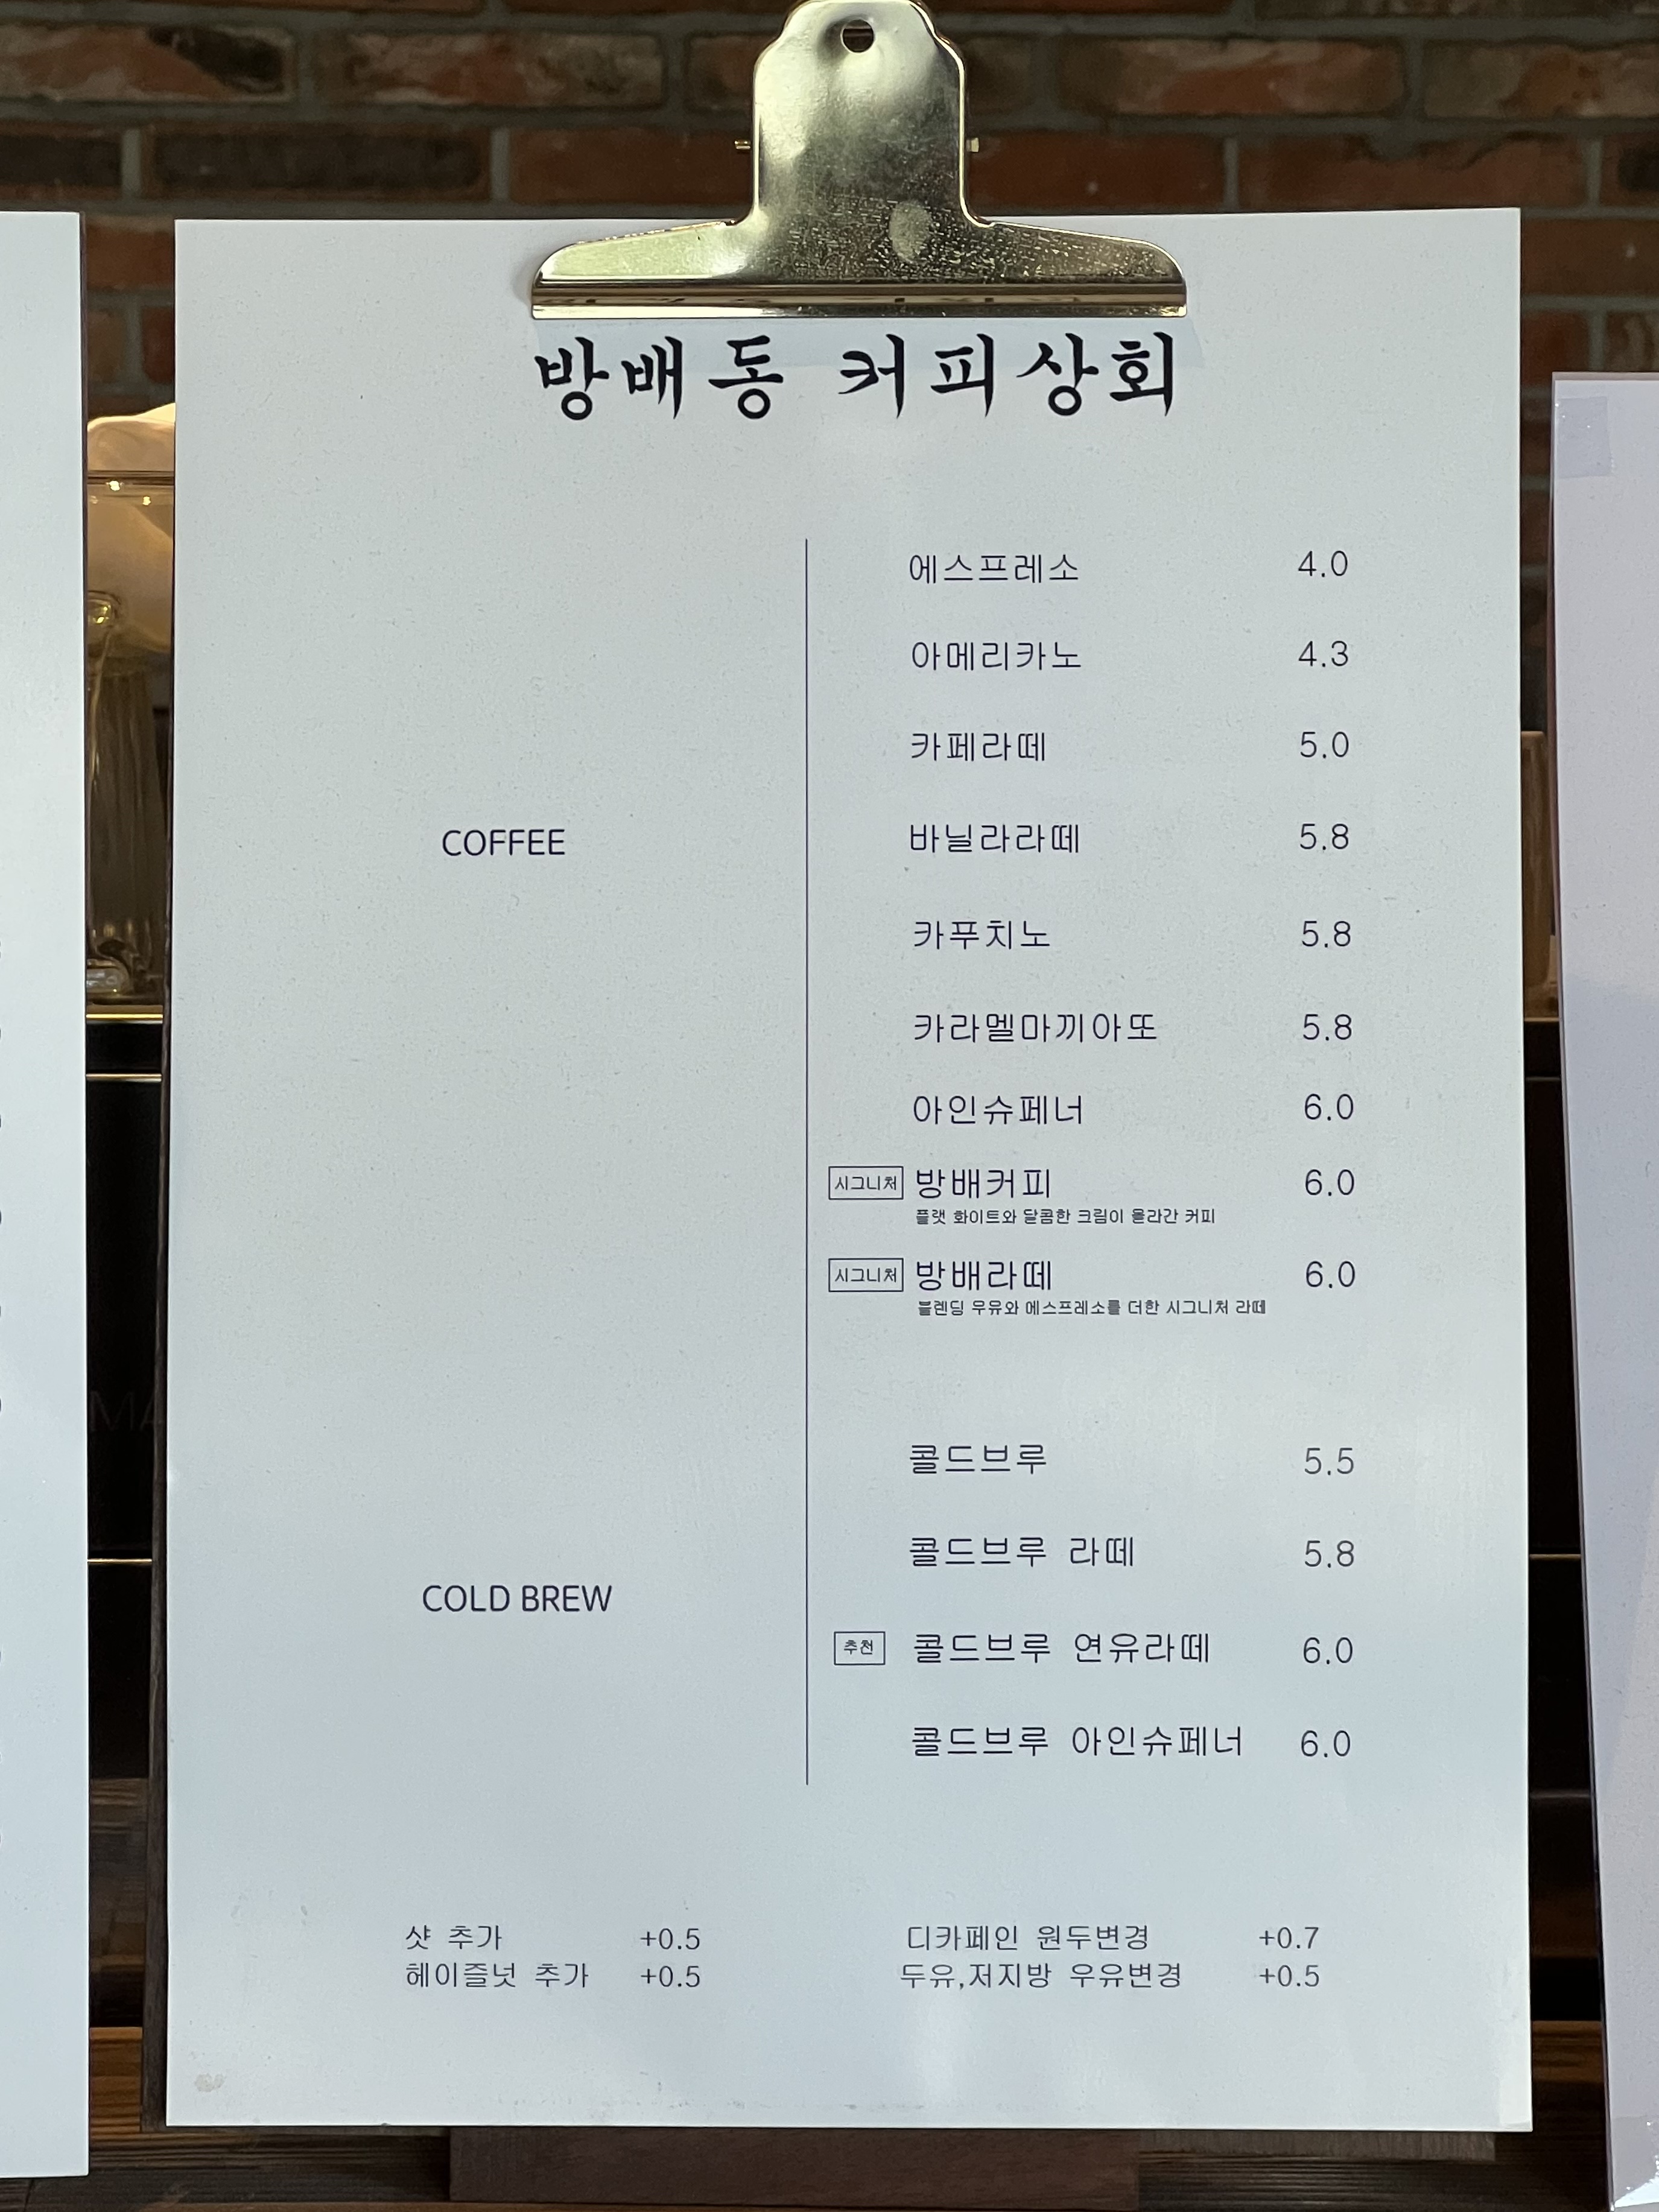 방배동 커피상회
COFFEE
에스프레소 4.0
아메리카노 4.3
카페라떼 5.0
바닐라라떼 5.8
카푸치노 5.8
카라멜마끼아또 5.8
아인슈페너 6.0
시그니처 방배커피 6.0
플랫 화이트와 달콤한 크림이 올라간 커피
시그니처 방배라떼 6.0
블렌딩 우유와 에스프레소를 더한 시그니처 라떼
COLD BREW
콜드브루 5.5
콜드브루 라떼 5.8
추천 콜드브루 연유라떼 6.0
콜드브루 아인슈페너 6.0
샷 추가 +0.5 디카페인 원두변경 +0.7
헤이즐넛 추가 +0.5 두유,저지방 우유변경 +0.5